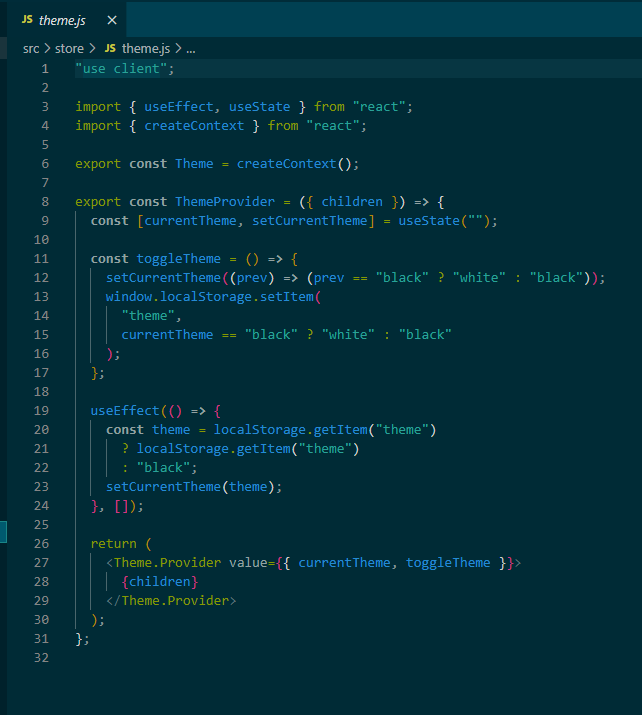 JS theme.js ×
src > store > JS theme.js > ...
1 "use client";
2
3 import { useEffect, useState } from "react";
4 import { createContext } from "react";
5
6 export const Theme = createContext();
7
8 export const ThemeProvider = ({ children }) => {
9   const [currentTheme, setCurrentTheme] = useState("");
10
11   const toggleTheme = () => {
12     setCurrentTheme((prev) => (prev == "black" ? "white" : "black"));
13     window.localStorage.setItem(
14       "theme",
15       currentTheme == "black" ? "white" : "black"
16     );
17   };
18
19   useEffect(() => {
20     const theme = localStorage.getItem("theme")
21       ? localStorage.getItem("theme")
22       : "black";
23     setCurrentTheme(theme);
24   }, []);
25
26   return (
27     <Theme.Provider value={{ currentTheme, toggleTheme }}>
28       {children}
29     </Theme.Provider>
30   );
31 };
32